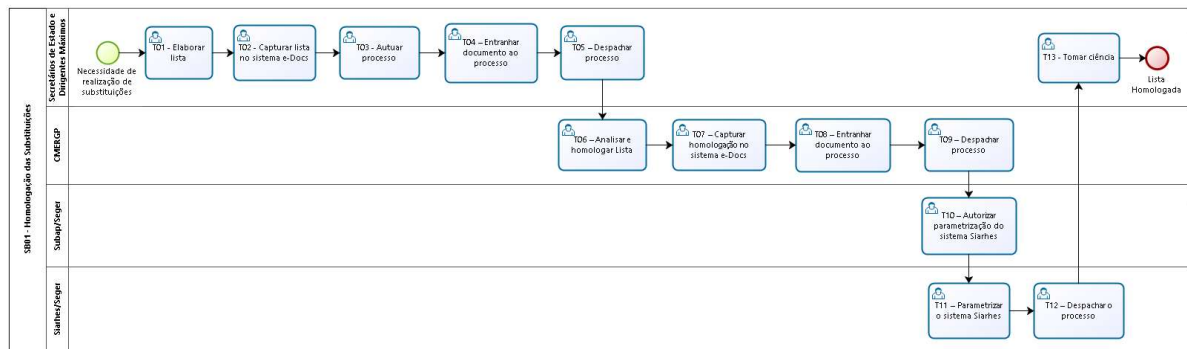 SB01 - Homologação das Substituições
Secretários de Estado e
Dirigentes Máximos
Necessidade de
realização de
substituições
T01 - Elaborar
lista
T02 - Capturar lista
no sistema e-Docs
T03 - Autuar
processo
T04 – Entranhar
documento ao
processo
T05 – Despachar
processo
T13 - Tomar ciência
Lista
Homologada
CMERGP
T06 – Analisar e
homologar Lista
T07 – Capturar
homologação no
sistema e-Docs
T08 – Entranhar
documento ao
processo
T09 – Despachar
processo
Subap/Seger
T10 – Autorizar
parametrização do
sistema Siarhes
Siarhes/Seger
T11 – Parametrizar
o sistema Siarhes
T12 – Despachar o
processo